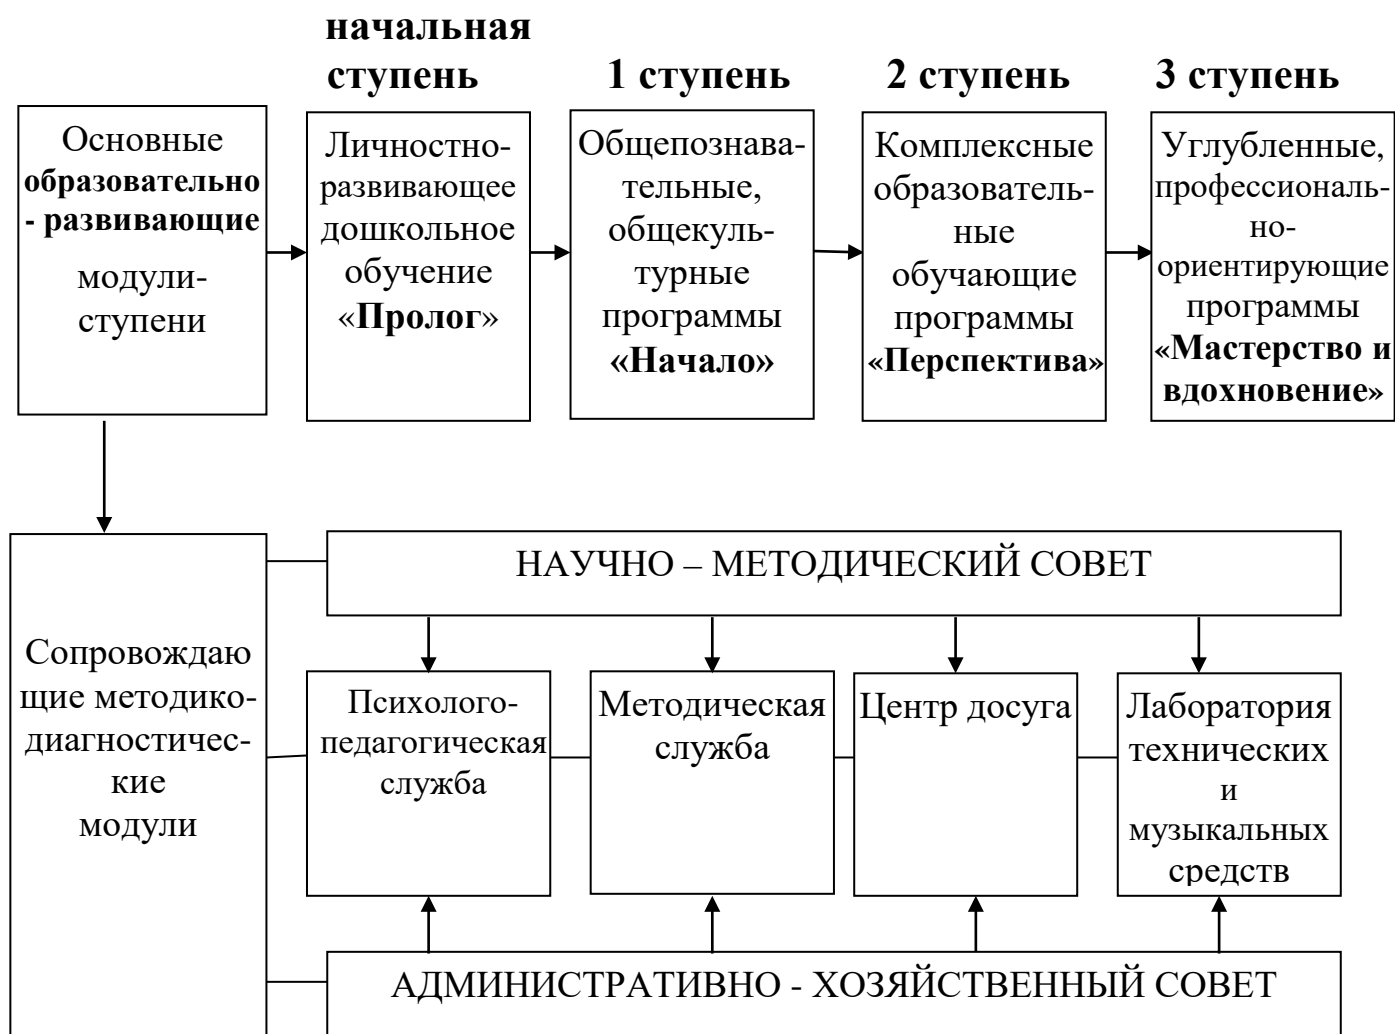 начальная
ступень
1 ступень
2 ступень
3 ступень
Основные
образовательно
- развивающие
модули-
ступени
Личностно-
развивающее
дошкольное
обучение
«Пролог»
Общепознава-
тельные,
общекуль-
турные
программы
«Начало»
Комплексные
образователь-
ные
обучающие
программы
«Перспектива»
Углубленные,
профессиональ-
но-
ориентирующие
программы
«Мастерство и
вдохновение»
Сопровождаю
щие методико-
диагностичес-
кие
модули
НАУЧНО – МЕТОДИЧЕСКИЙ СОВЕТ
Психолого-
педагогическая
служба
Методическая
служба
Центр досуга
Лаборатория
технических
и
музыкальных
средств
АДМИНИСТРАТИВНО - ХОЗЯЙСТВЕННЫЙ СОВЕТ